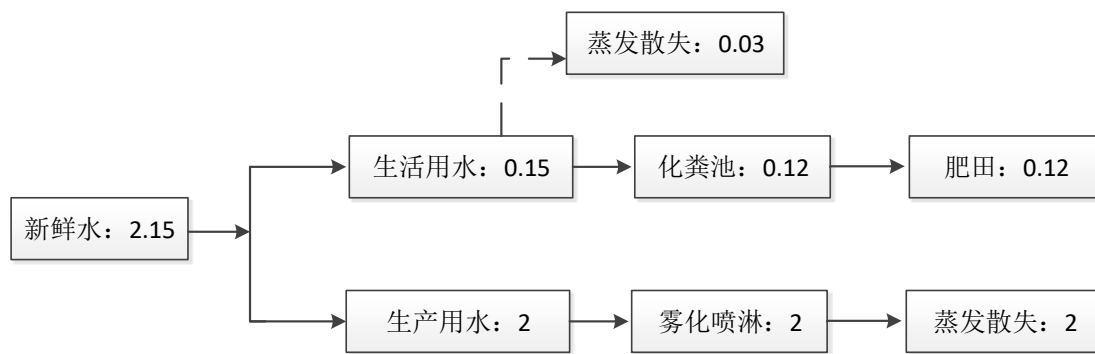 蒸发散失：0.03
生活用水：0.15
化粪池：0.12
肥田：0.12
新鲜水：2.15
生产用水：2
雾化喷淋：2
蒸发散失：2